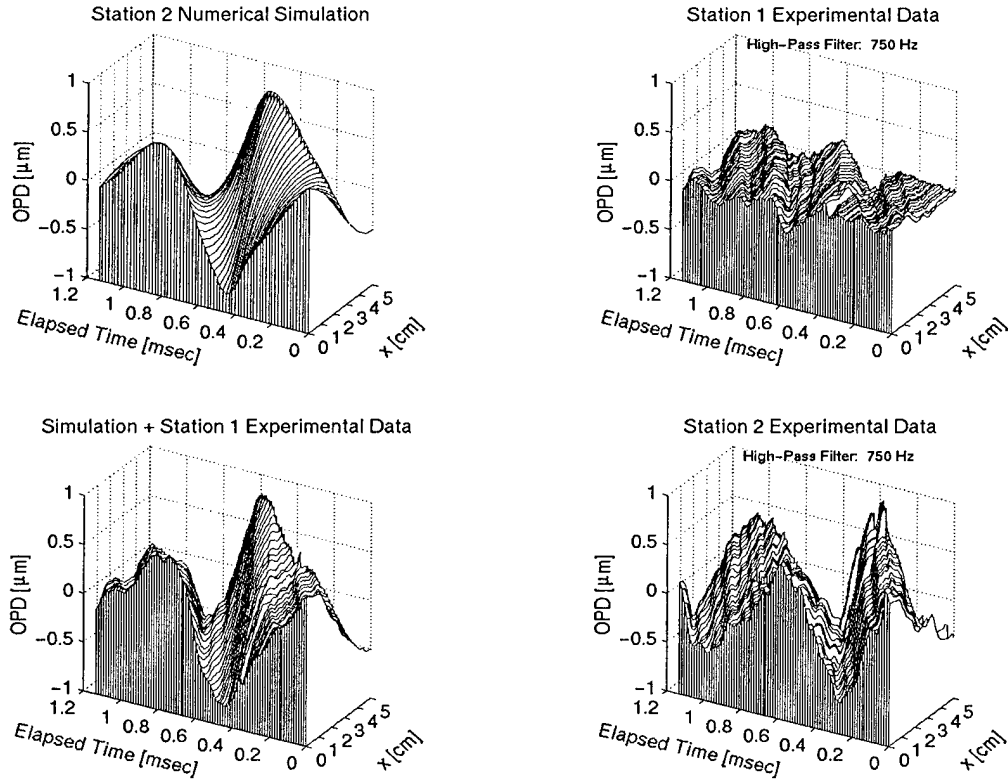 Station 2 Numerical Simulation
1
0.5
0
−0.5
−1
OPD [μm]
1.2
1
0.8
0.6
0.4
0.2
0
Elapsed Time [msec]
0 1 2 3 4 5
x [cm]
Station 1 Experimental Data
High−Pass Filter: 750 Hz
1
0.5
0
−0.5
−1
OPD [μm]
1.2
1
0.8
0.6
0.4
0.2
0
Elapsed Time [msec]
0 1 2 3 4 5
x [cm]
Simulation + Station 1 Experimental Data
1
0.5
0
−0.5
−1
OPD [μm]
1.2
1
0.8
0.6
0.4
0.2
0
Elapsed Time [msec]
0 1 2 3 4 5
x [cm]
Station 2 Experimental Data
High−Pass Filter: 750 Hz
1
0.5
0
−0.5
−1
OPD [μm]
1.2
1
0.8
0.6
0.4
0.2
0
Elapsed Time [msec]
0 1 2 3 4 5
x [cm]